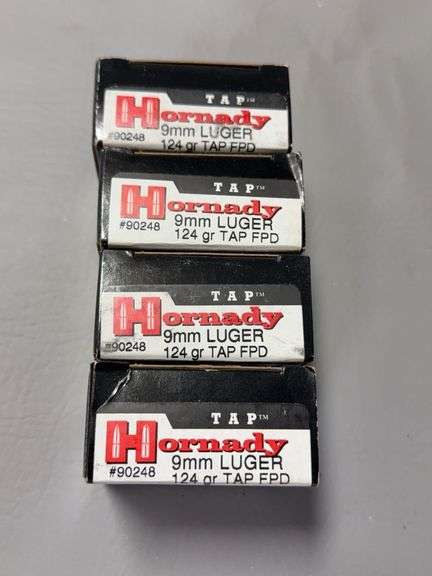 TAP™
Hornady
#90248
9mm LUGER
124 gr TAP FPD
TAP™
Hornady
#90248
9mm LUGER
124 gr TAP FPD
TAP™
Hornady
#90248
9mm LUGER
124 gr TAP FPD
TAP™
Hornady
#90248
9mm LUGER
124 gr TAP FPD